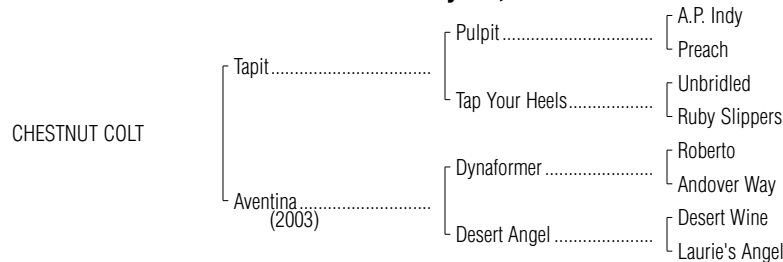 A.P. Indy
Pulpit
Preach
Tapit
Unbridled
Tap Your Heels
Ruby Slippers
CHESTNUT COLT
Roberto
Dynaformer
Andover Way
Aventina
(2003)
Desert Wine
Desert Angel
Laurie's Angel